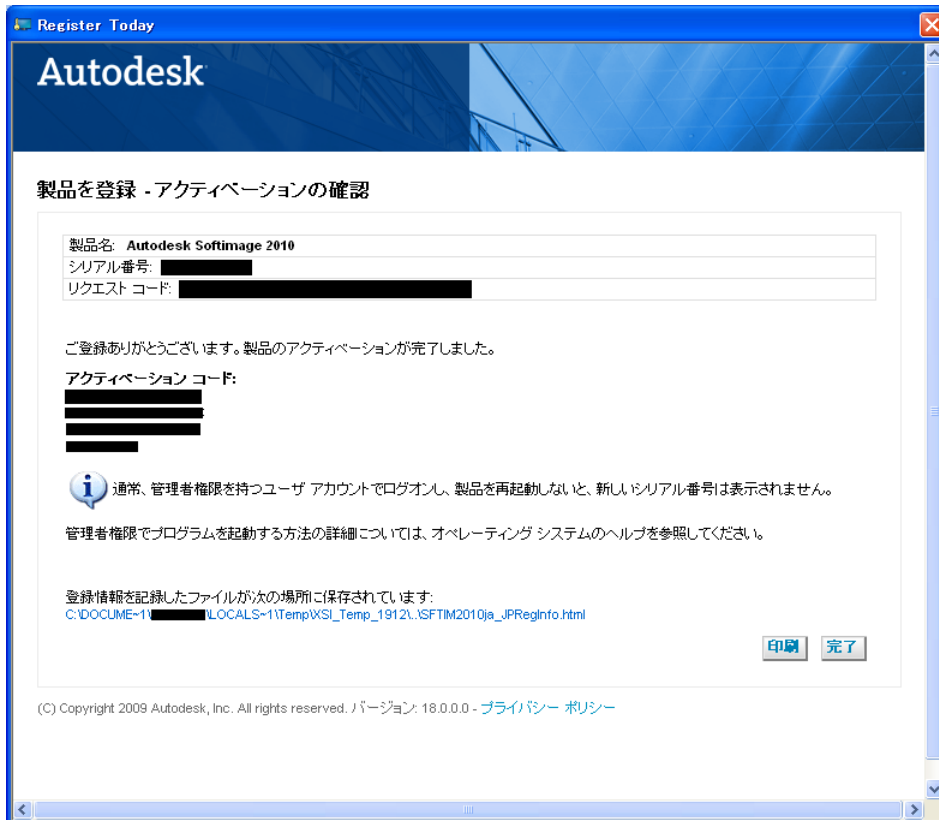 Register Today
Autodesk
製品を登録 - アクティベーションの確認
製品名: Autodesk Softimage 2010
シリアル番号:
リクエスト コード:
ご登録ありがとうございます。製品のアクティベーションが完了しました。
アクティベーション コード:
通常、管理者権限を持つユーザ アカウントでログオンし、製品を再起動しないと、新しいシリアル番号は表示されません。
管理者権限でプログラムを起動する方法の詳細については、オペレーティング システムのヘルプを参照してください。
登録情報を記録したファイルが次の場所に保存されています:
C:\DOCUME~1\ \LOCALS~1\Temp\XSI_Temp_1912\..\SFTIM2010ja_JPRegInfo.html
印刷 完了
(C) Copyright 2009 Autodesk, Inc. All rights reserved. バージョン: 18.0.0.0 - プライバシー ポリシー